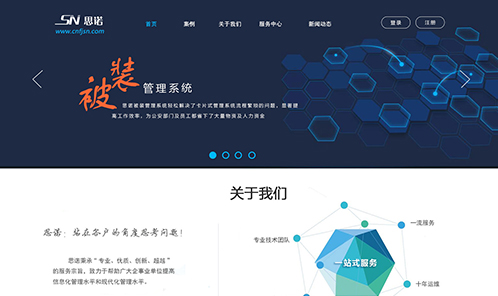 SN 思诺
www.cnfjsn.com
首页 案例 关于我们 服务中心 新闻动态
登录 注册
被装管理系统
思诺被装管理系统轻松解决了卡片式管理系统流程繁琐的问题，思者提
高工作效率，为公安部门及员工都省下了大量物资及人力资金
关于我们
思诺：站在客户的角度思考问题！
思诺秉承“专业、优质、创新、超越”
的服务宗旨，致力于帮助广大企事业单位提高
信息化管理水平和现代化管理水平。
专业技术团队
一流服务
一站式服务
十年运维